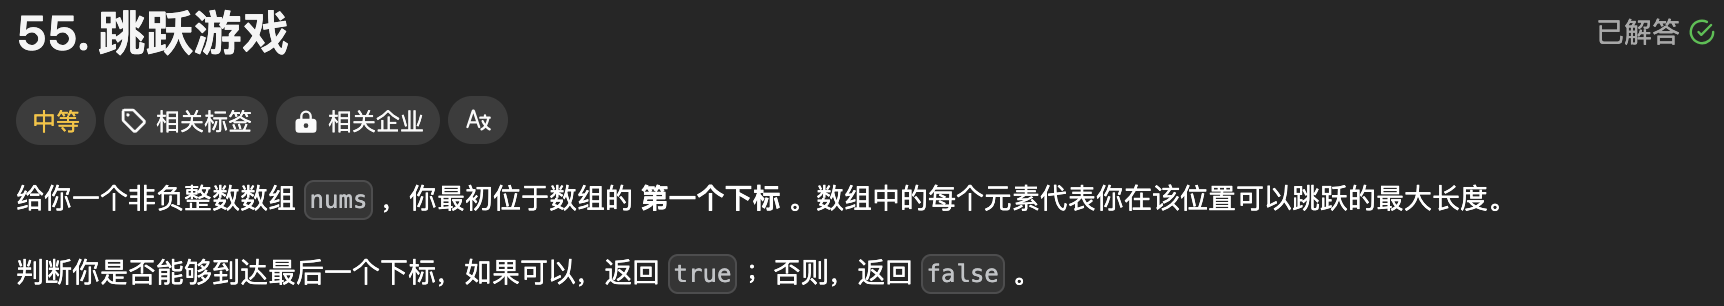 55. 跳跃游戏
已解答
中等 相关标签 相关企业 Aあ
给你一个非负整数数组 nums ，你最初位于数组的 第一个下标 。数组中的每个元素代表你在该位置可以跳跃的最大长度。
判断你是否能够到达最后一个下标，如果可以，返回 true ；否则，返回 false 。